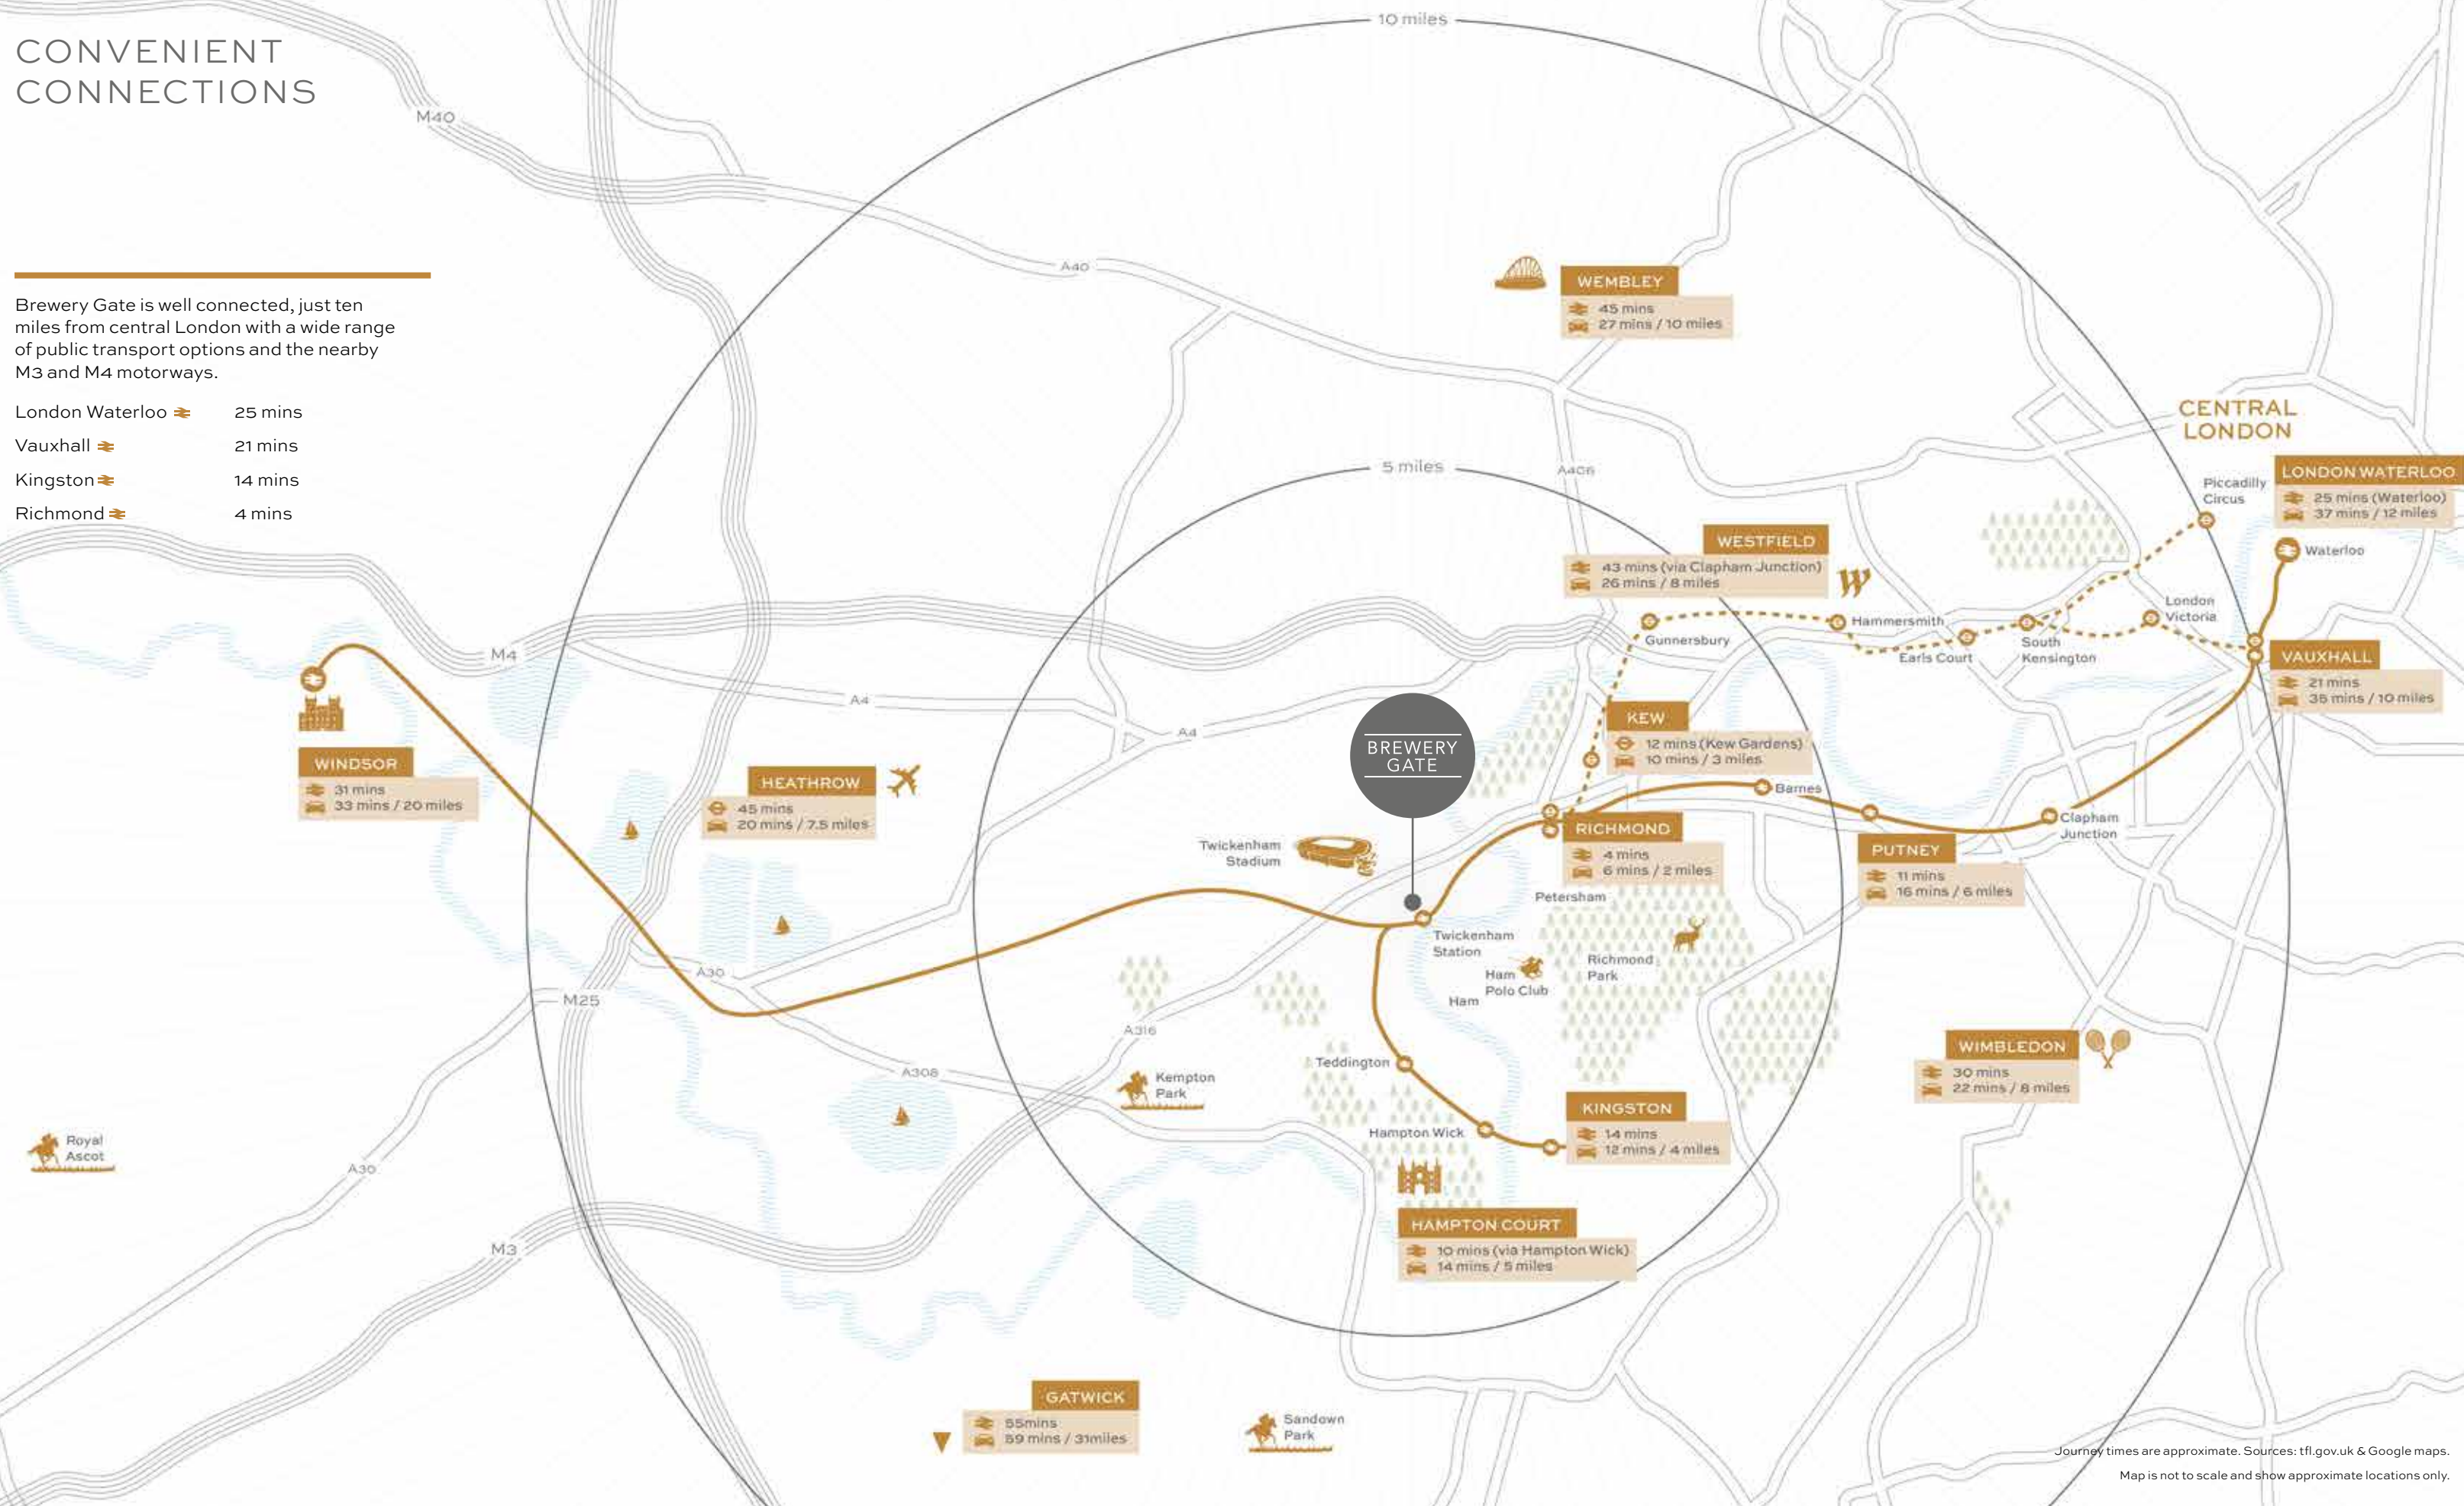 CONVENIENT
CONNECTIONS
Brewery Gate is well connected, just ten
miles from central London with a wide range
of public transport options and the nearby
M3 and M4 motorways.
London Waterloo 25 mins
Vauxhall 21 mins
Kingston 14 mins
Richmond 4 mins
10 miles
M40
A40
WEMBLEY
45 mins
27 mins / 10 miles
5 miles
A406
CENTRAL
LONDON
LONDON WATERLOO
25 mins (Waterloo)
37 mins / 12 miles
Piccadilly
Circus
Waterloo
WESTFIELD
43 mins (via Clapham Junction)
26 mins / 8 miles
W
Gunnersbury
Hammersmith
Earls Court
South
Kensington
London
Victoria
VAUXHALL
21 mins
35 mins / 10 miles
M4
A4
A4
BREWERY
GATE
KEW
12 mins (Kew Gardens)
10 mins / 3 miles
Barnes
WINDSOR
31 mins
33 mins / 20 miles
HEATHROW
45 mins
20 mins / 7.5 miles
Twickenham
Stadium
RICHMOND
4 mins
6 mins / 2 miles
Clapham
Junction
PUTNEY
11 mins
16 mins / 6 miles
Petersham
Twickenham
Station
Richmond
Park
Ham
Polo Club
Ham
A30
M25
A316
A308
Kempton
Park
Teddington
WIMBLEDON
30 mins
22 mins / 8 miles
Hampton Wick
KINGSTON
14 mins
12 mins / 4 miles
Royal
Ascot
A30
M3
HAMPTON COURT
10 mins (via Hampton Wick)
14 mins / 5 miles
GATWICK
55mins
59 mins / 31miles
Sandown
Park
Journey times are approximate. Sources: tfl.gov.uk & Google maps.
Map is not to scale and show approximate locations only.